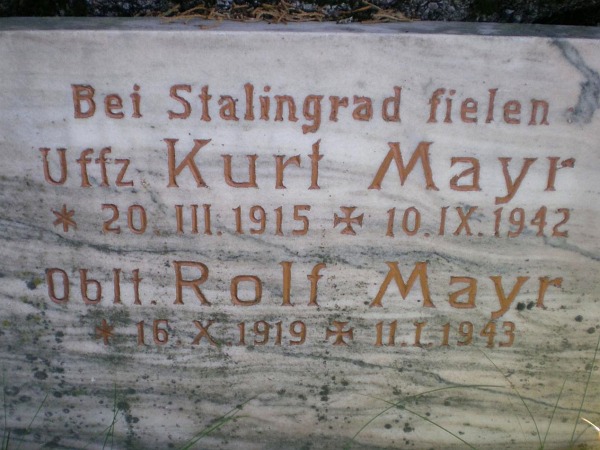 Bei Stalingrad fielen
Uffz Kurt Mayr
* 20. III. 1915 ✠ 10. IX. 1942
Oblt. Rolf Mayr
* 16. X. 1919 ✠ 11. I. 1943